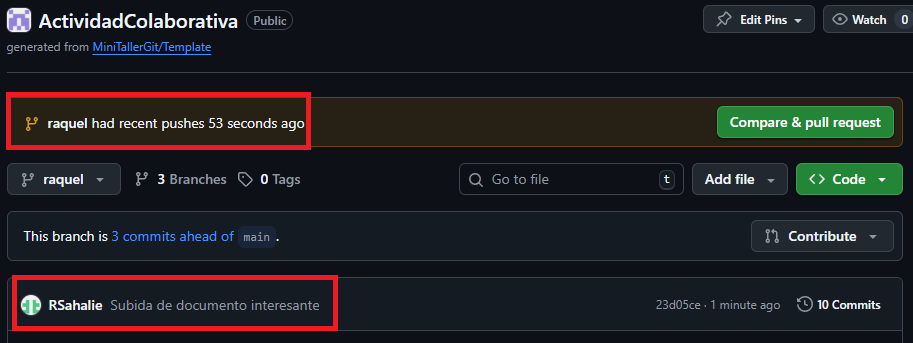 ActividadColaborativa Public Edit Pins Watch 0
generated from MiniTallerGit/Template
raquel had recent pushes 53 seconds ago Compare & pull request
raquel 3 Branches 0 Tags Go to file t Add file Code
This branch is 3 commits ahead of main . Contribute
RSahalie Subida de documento interesante 23d05ce · 1 minute ago 10 Commits